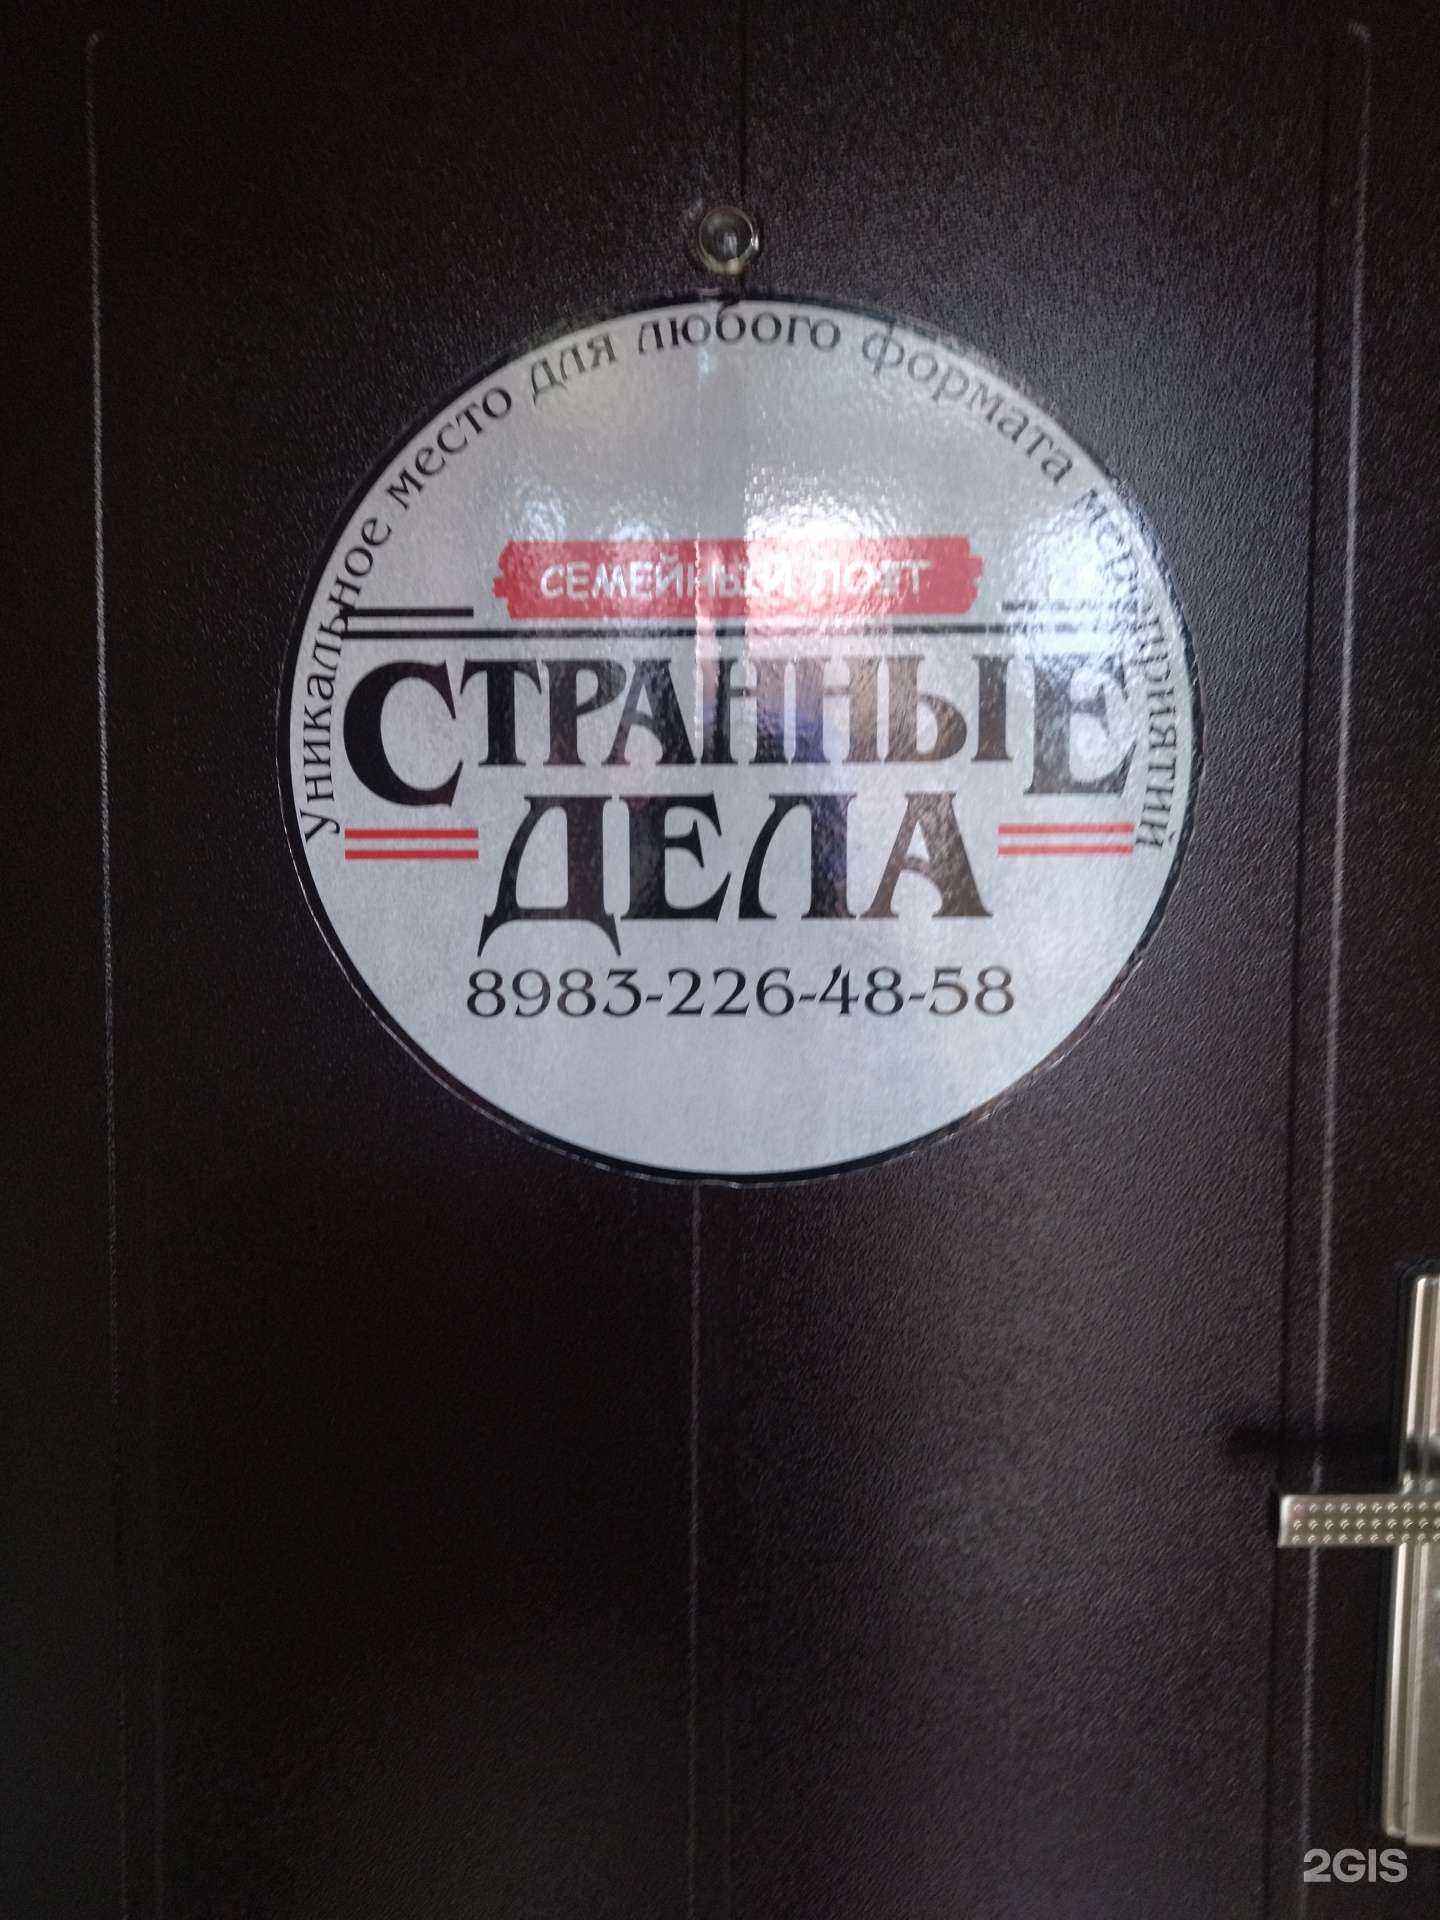 Уникальное место для любого формата мероприятий
СЕМЕЙНЫЙ ЛОФТ
СТРАННЫЕ
ДЕЛА
8983-226-48-58
2GIS